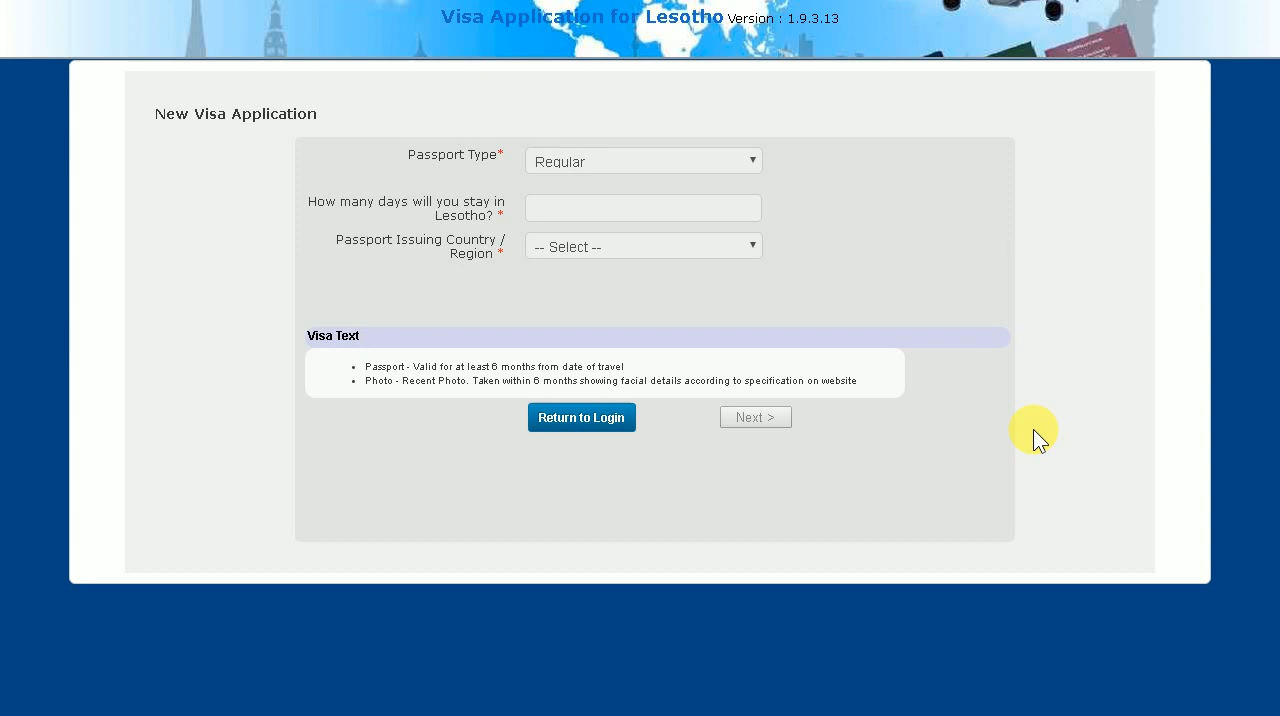 Visa Application for Lesotho Version : 1.9.3.13
New Visa Application
Passport Type*
Regular
How many days will you stay in
Lesotho? *
Passport Issuing Country /
Region *
-- Select --
Visa Text
• Passport - Valid for at least 6 months from date of travel
• Photo - Recent Photo. Taken within 6 months showing facial details according to specification on website
Return to Login
Next >